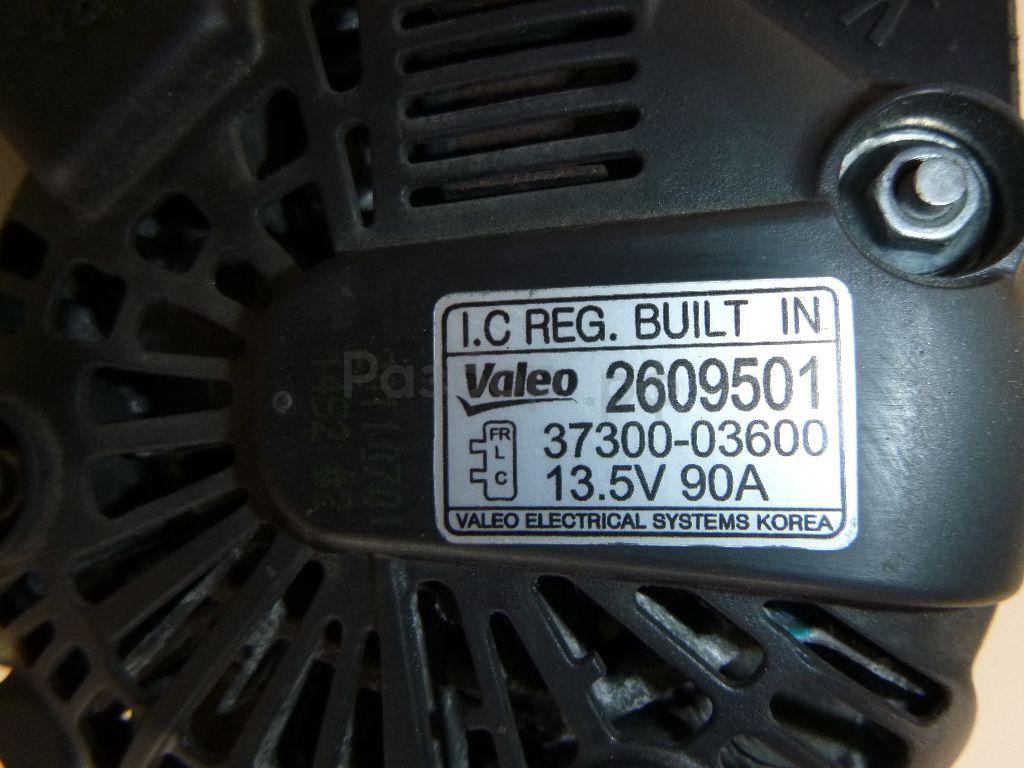 I.C REG. BUILT IN
Valeo 2609501
FR
L
C
37300-03600
13.5V 90A
VALEO ELECTRICAL SYSTEMS KOREA